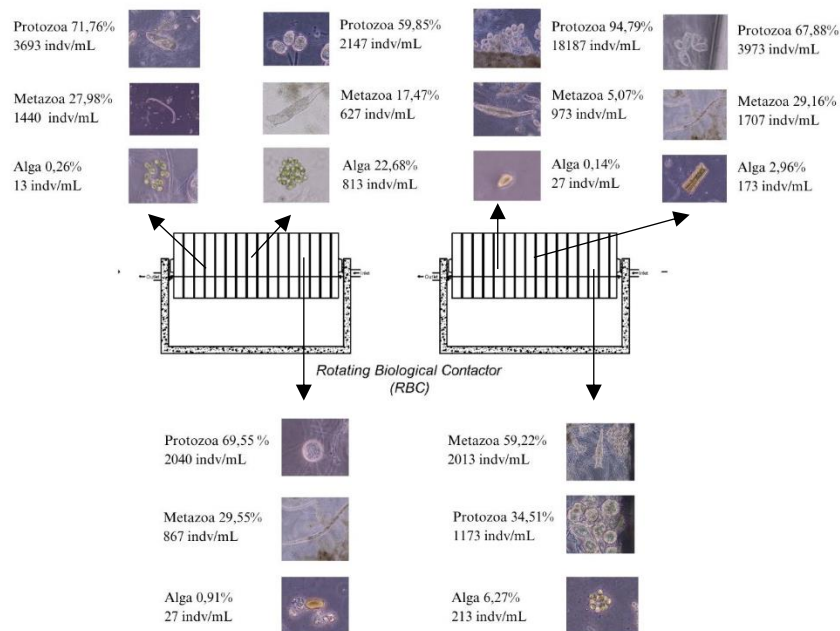 Protozoa 71,76%
3693 indv/mL
Metazoa 27,98%
1440 indv/mL
Alga 0,26%
13 indv/mL
Protozoa 59,85%
2147 indv/mL
Metazoa 17,47%
627 indv/mL
Alga 22,68%
813 indv/mL
Protozoa 94,79%
18187 indv/mL
Metazoa 5,07%
973 indv/mL
Alga 0,14%
27 indv/mL
Protozoa 67,88%
3973 indv/mL
Metazoa 29,16%
1707 indv/mL
Alga 2,96%
173 indv/mL
Outlet
Inlet
Outlet
Inlet
Rotating Biological Contactor
(RBC)
Protozoa 69,55 %
2040 indv/mL
Metazoa 29,55%
867 indv/mL
Alga 0,91%
27 indv/mL
Metazoa 59,22%
2013 indv/mL
Protozoa 34,51%
1173 indv/mL
Alga 6,27%
213 indv/mL